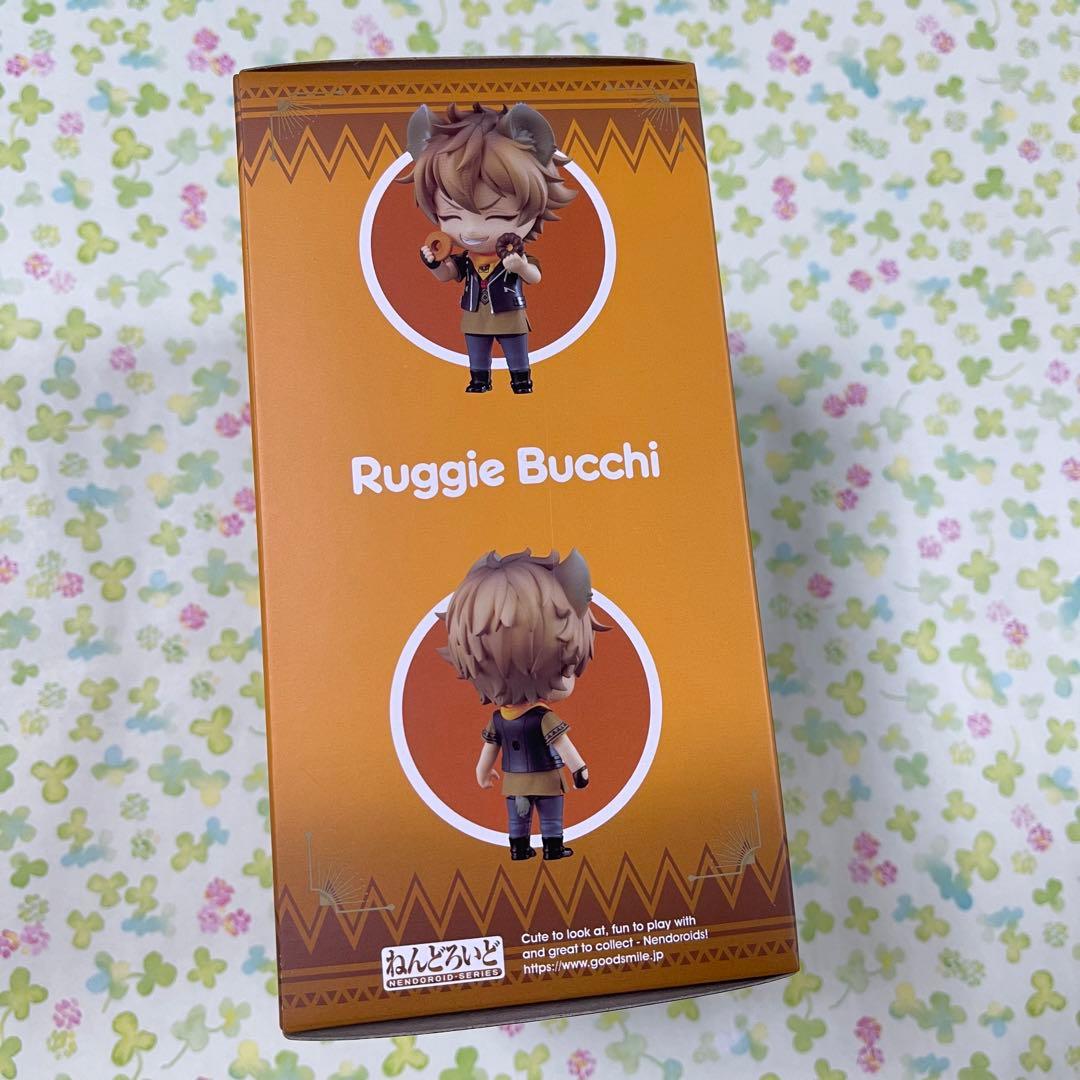 Ruggie Bucchi
ねんどろいど
NENDOROID-SERIES
Cute to look at, fun to play with
and great to collect - Nendoroids!
https://www.goodsmile.jp